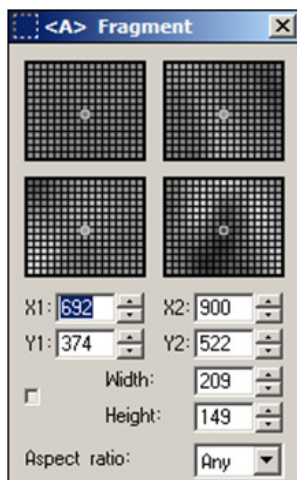 <A> Fragment
X1: 692 X2: 900
Y1: 374 Y2: 522
Width: 209
Height: 149
Aspect ratio: Any